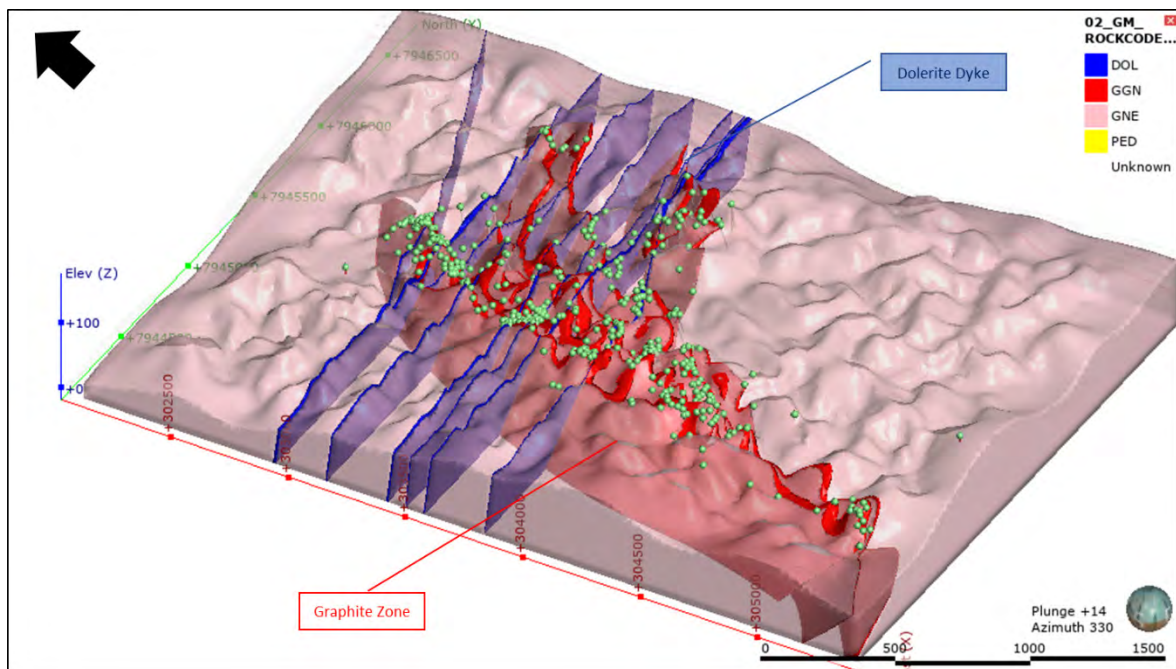 North (Y)
+7946500
+7946000
+7945500
Elev (Z)
+100
+0
+302500
+304000
+304500
+305000
Dolerite Dyke
Graphite Zone
02_GM_
ROCKCODE...
DOL
GGN
GNE
PED
Unknown
Plunge +14
Azimuth 330
0
500
1000
1500